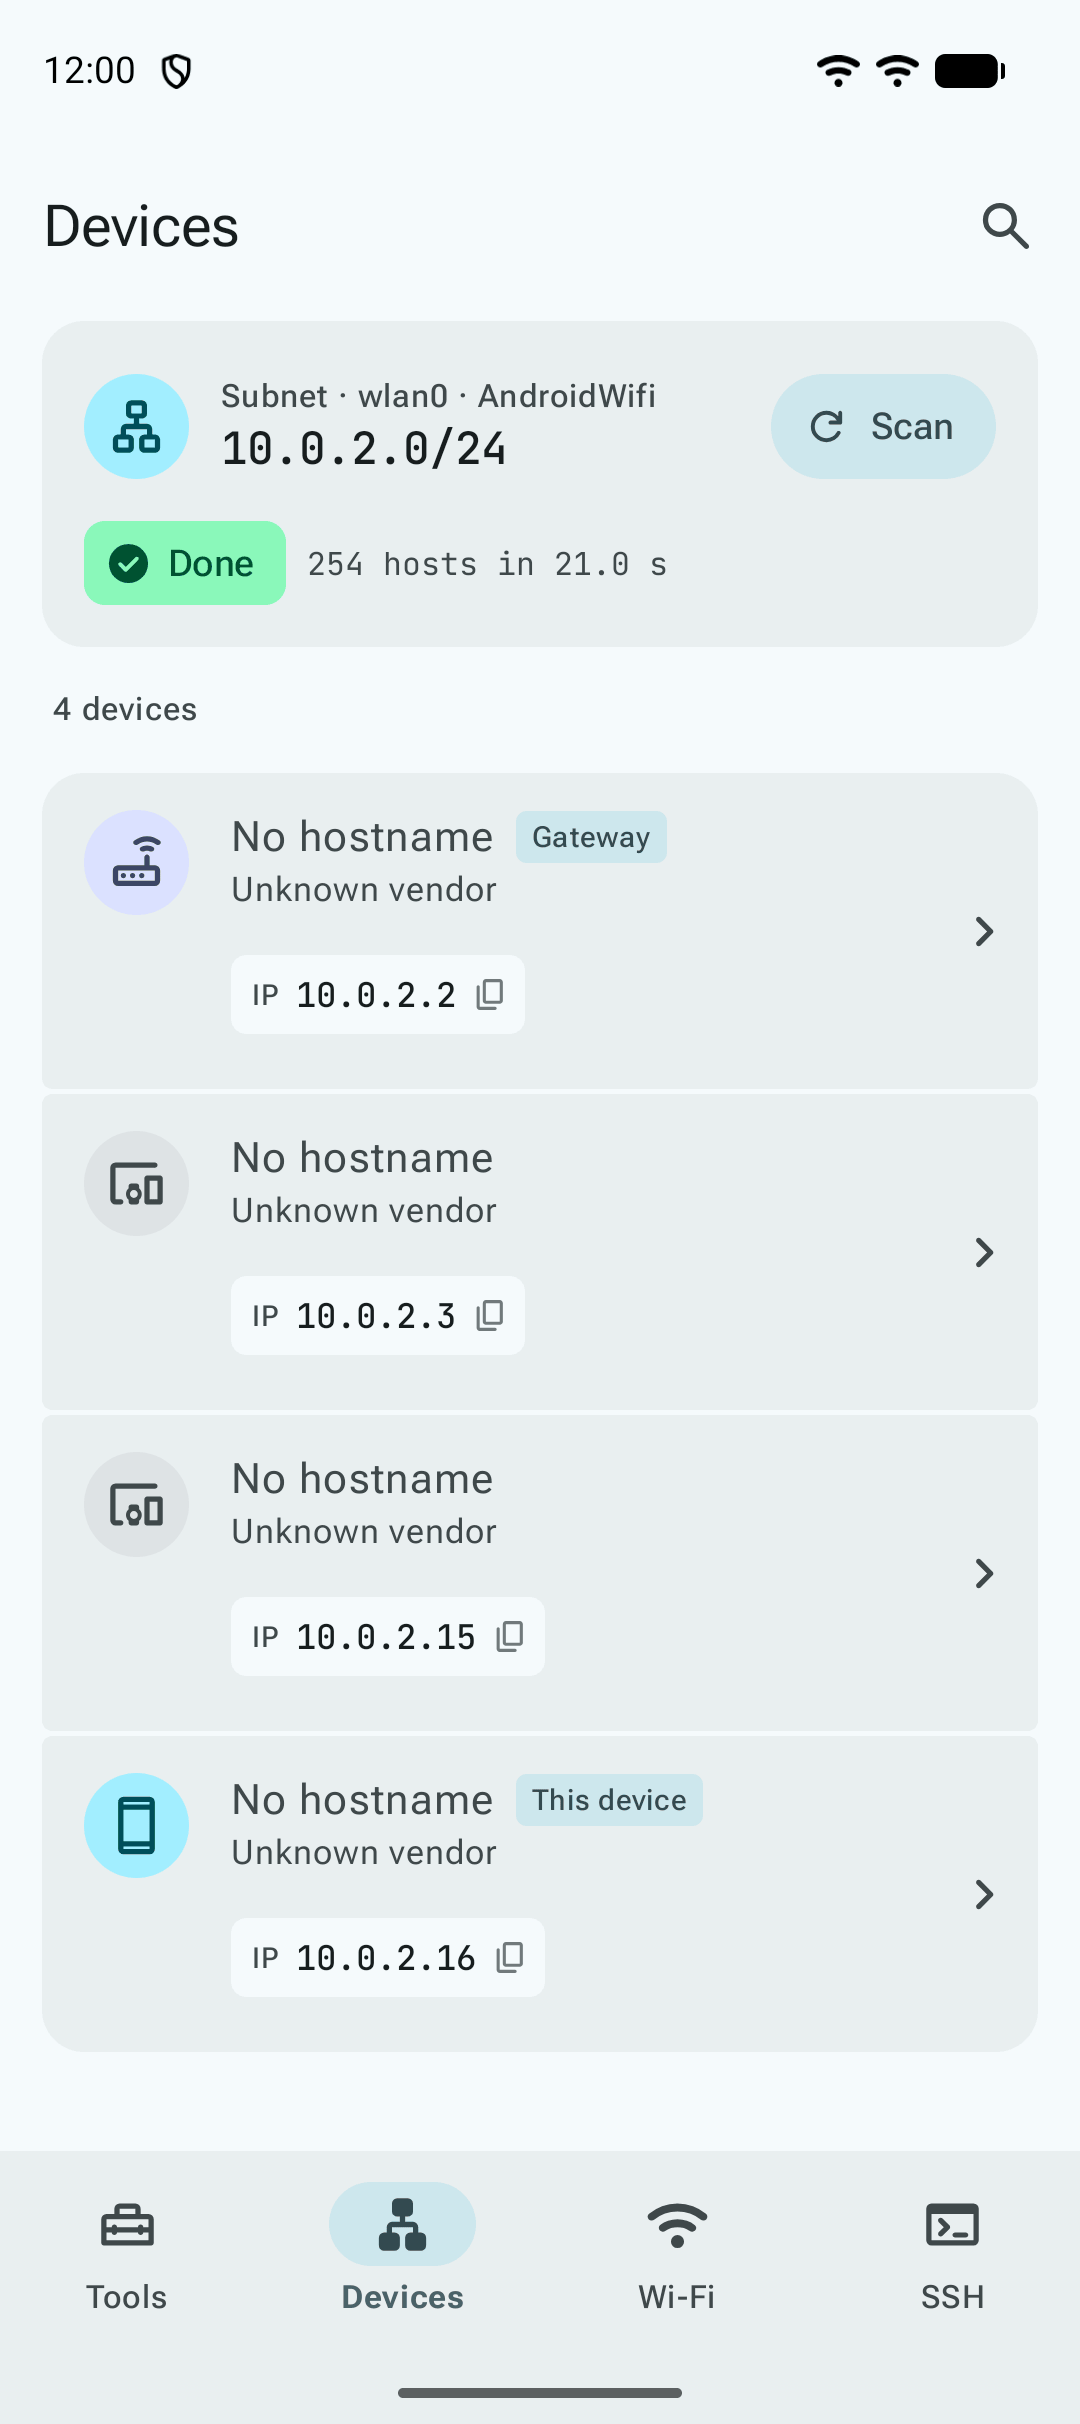 12:00
Devices
Subnet · wlan0 · AndroidWifi
10.0.2.0/24
Scan
Done
254 hosts in 21.0 s
4 devices
No hostname
Gateway
Unknown vendor
IP 10.0.2.2
No hostname
Unknown vendor
IP 10.0.2.3
No hostname
Unknown vendor
IP 10.0.2.15
No hostname
This device
Unknown vendor
IP 10.0.2.16
Tools
Devices
Wi-Fi
SSH